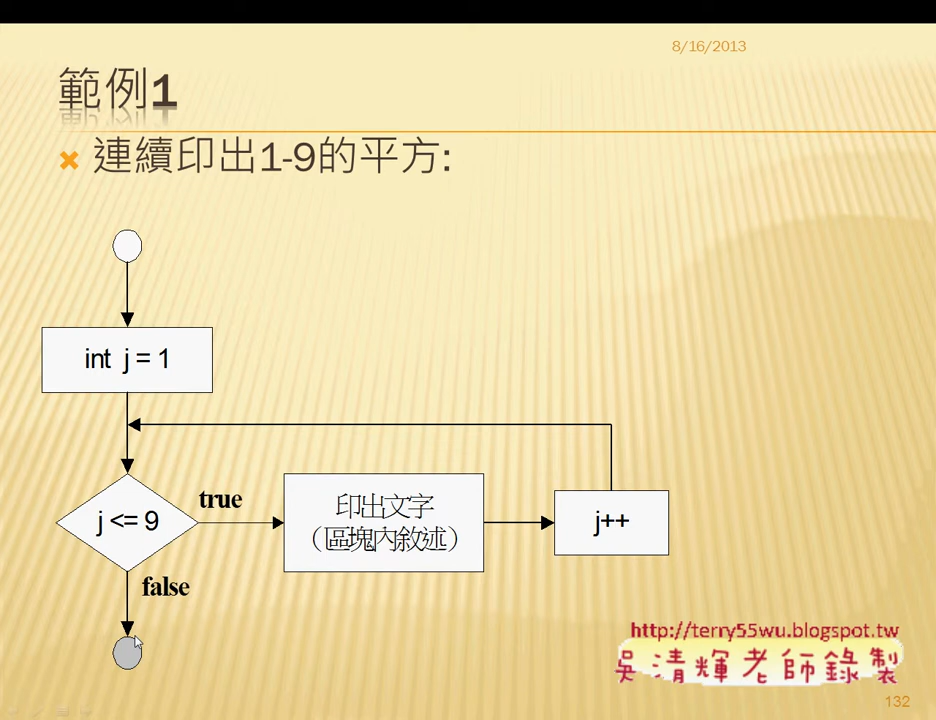 8/16/2013
範例1
連續印出1-9的平方:
int j = 1
j <= 9
true
印出文字
（區塊內敘述）
j++
false
http://terry55wu.blogspot.tw
吳清輝老師錄製
132